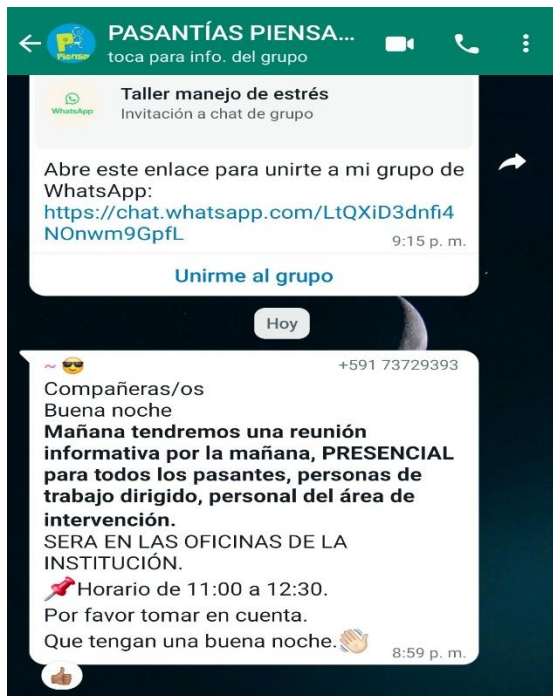 PASANTÍAS PIENSA...
toca para info. del grupo
Piensa
WhatsApp
Taller manejo de estrés
Invitación a chat de grupo
Abre este enlace para unirte a mi grupo de
WhatsApp:
https://chat.whatsapp.com/LtQXiD3dnfi4
NOnwm9GpfL
9:15 p. m.
Unirme al grupo
Hoy
~ 😎 +591 73729393
Compañeras/os
Buena noche
Mañana tendremos una reunión
informativa por la mañana, PRESENCIAL
para todos los pasantes, personas de
trabajo dirigido, personal del área de
intervención.
SERA EN LAS OFICINAS DE LA
INSTITUCIÓN.
📌Horario de 11:00 a 12:30.
Por favor tomar en cuenta.
Que tengan una buena noche.👋🏻
8:59 p. m.